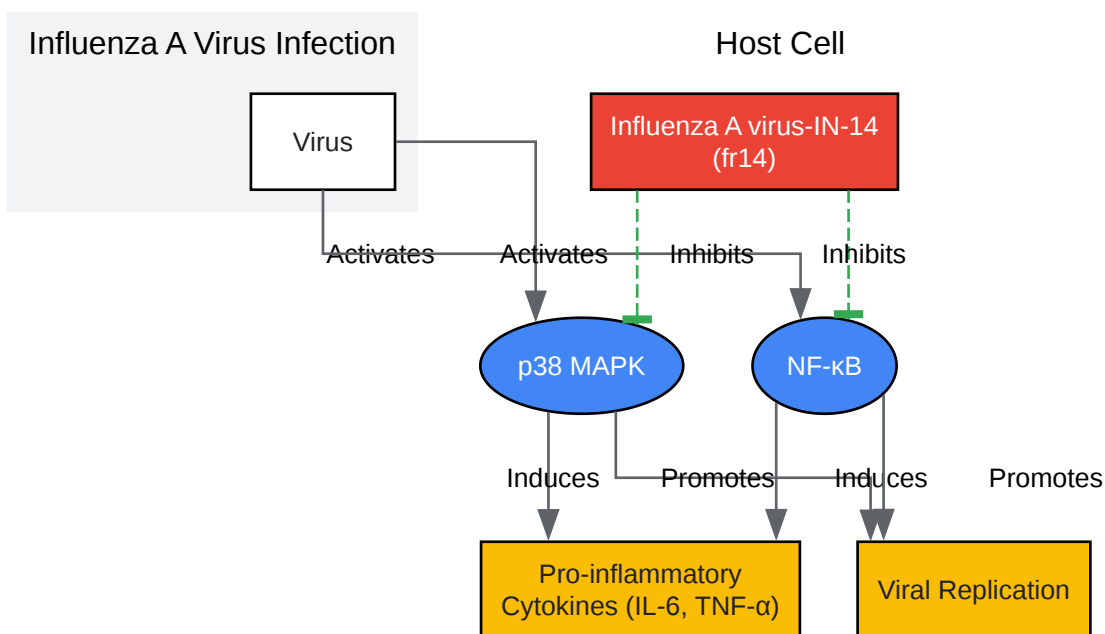 Influenza A Virus Infection
Host Cell
Virus
Influenza A virus-IN-14
(fr14)
Activates
Activates
Inhibits
Inhibits
p38 MAPK
NF-κB
Induces
Promotes
Induces
Promotes
Pro-inflammatory
Cytokines (IL-6, TNF-α)
Viral Replication